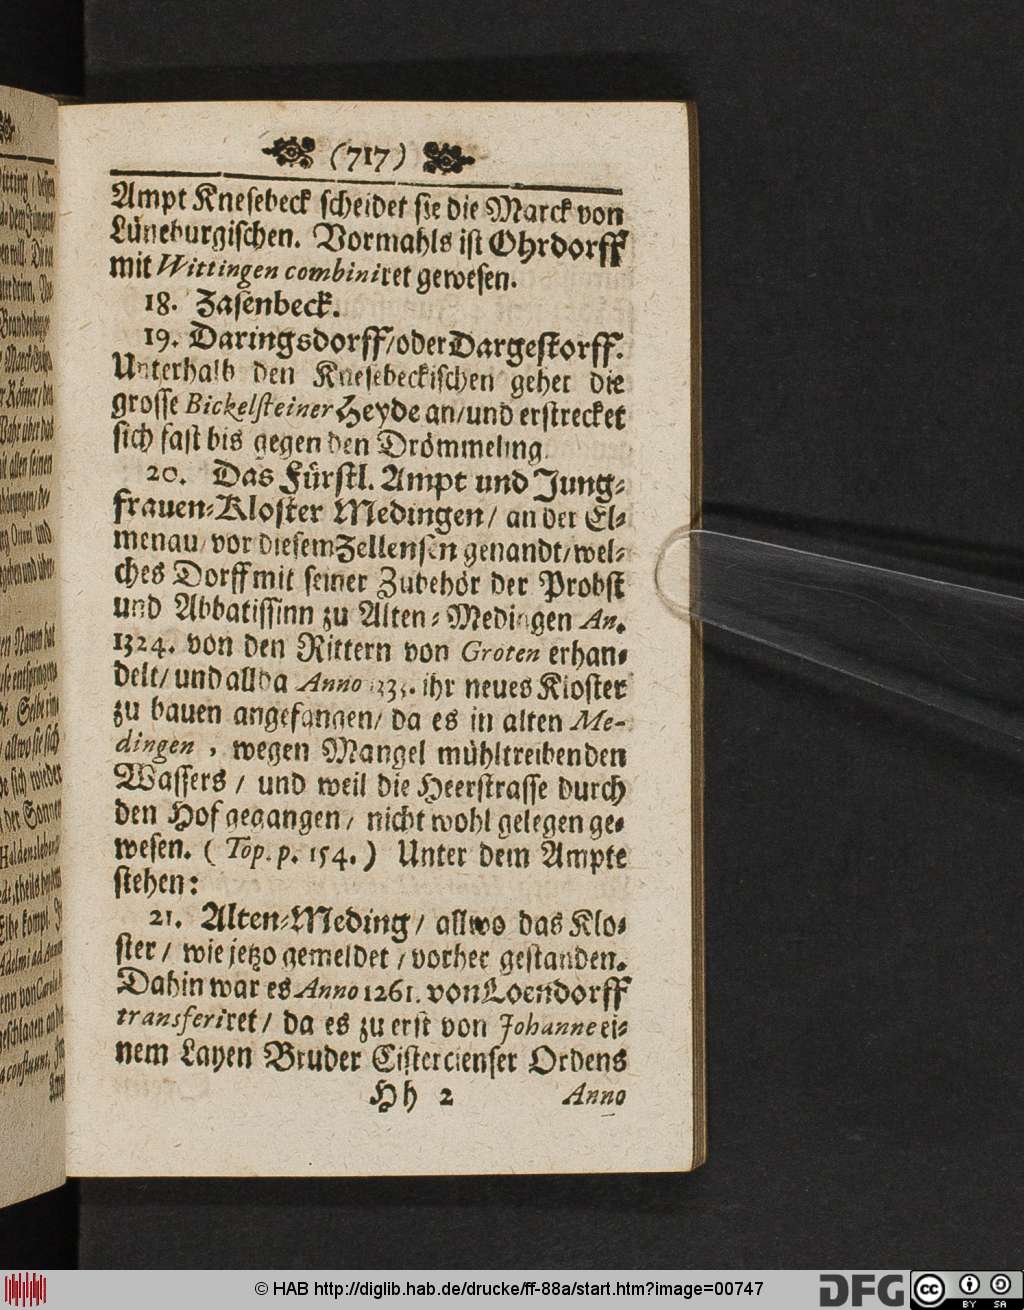 (717)
Ampt Knesebeck scheidet sie die Marck von
Lüneburgischen. Vormahls ist Ohrdorff
mit Wittingen combiniret gewesen.
18. Zasenbeck.
19. Daringsdorff/oder Dargestorff.
Unterhalb den Knesebeckischen gehet die
grosse Bickelsteiner Heyde an/und erstrecket
sich fast bis gegen den Drömmeling.
20. Das Fürstl. Ampt und Jung-
frauen-Kloster Medingen/ an der El-
menau/ vor diesem Zellensen genandt/wel-
ches Dorff mit seiner Zubehör der Probst
und Abbatissinn zu Alten-Medingen An.
1324. von den Rittern von Groten erhan-
delt/ und allda Anno ihr neues Kloster
zu bauen angefangen/ da es in alten Me-
dingen, wegen Mangel mühltreibenden
Wassers/ und weil die Heerstrasse durch
den Hof gegangen/ nicht wohl gelegen ge-
wesen. (Top. p. 154.) Unter dem Ampte
stehen:
21. Alten-Meding/ allwo das Klo-
ster/ wie jetzo gemeldet/ vorher gestanden.
Dahin war es Anno 1261. von Loendorff
transferiret/ da es zu erst von Johanne ei-
nem Layen Bruder Cistercienser Ordens
Hh 2 Anno
© HAB http://diglib.hab.de/drucke/ff-88a/start.htm?image=00747
DFG
cc BY SA